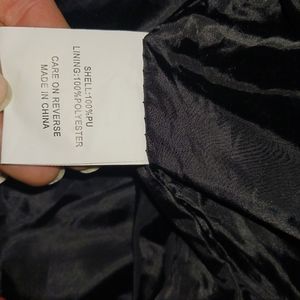 SHELL:100%PU
LINING:100%POLYESTER
CARE ON REVERSE
MADE IN CHINA